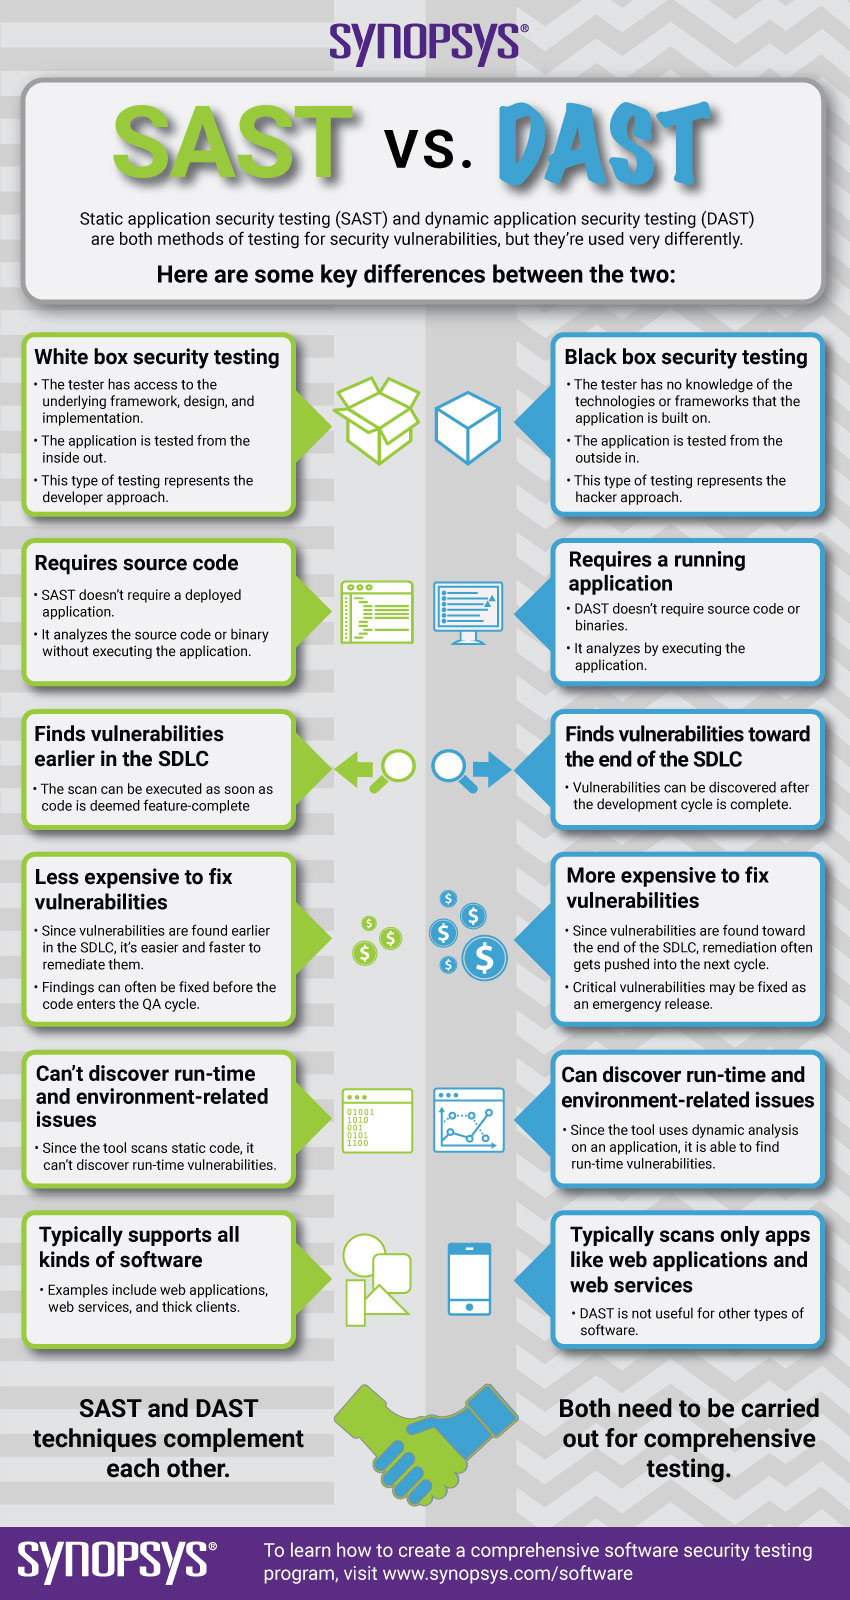 SYNOPSYS®
SAST vs. DAST
Static application security testing (SAST) and dynamic application security testing (DAST)
are both methods of testing for security vulnerabilities, but they’re used very differently.
Here are some key differences between the two:
White box security testing
• The tester has access to the
underlying framework, design, and
implementation.
• The application is tested from the
inside out.
• This type of testing represents the
developer approach.
Black box security testing
• The tester has no knowledge of the
technologies or frameworks that the
application is built on.
• The application is tested from the
outside in.
• This type of testing represents the
hacker approach.
Requires source code
• SAST doesn’t require a deployed
application.
• It analyzes the source code or binary
without executing the application.
Requires a running
application
• DAST doesn’t require source code or
binaries.
• It analyzes by executing the
application.
Finds vulnerabilities
earlier in the SDLC
• The scan can be executed as soon as
code is deemed feature-complete
Finds vulnerabilities toward
the end of the SDLC
• Vulnerabilities can be discovered after
the development cycle is complete.
Less expensive to fix
vulnerabilities
• Since vulnerabilities are found earlier
in the SDLC, it’s easier and faster to
remediate them.
• Findings can often be fixed before the
code enters the QA cycle.
$
$
$
$
$
$
$
$
More expensive to fix
vulnerabilities
• Since vulnerabilities are found toward
the end of the SDLC, remediation often
gets pushed into the next cycle.
• Critical vulnerabilities may be fixed as
an emergency release.
Can’t discover run-time
and environment-related
issues
• Since the tool scans static code, it
can’t discover run-time vulnerabilities.
01001
1010
001
0101
1100
Can discover run-time and
environment-related issues
• Since the tool uses dynamic analysis
on an application, it is able to find
run-time vulnerabilities.
Typically supports all
kinds of software
• Examples include web applications,
web services, and thick clients.
Typically scans only apps
like web applications and
web services
• DAST is not useful for other types of
software.
SAST and DAST
techniques complement
each other.
Both need to be carried
out for comprehensive
testing.
SYNOPSYS®
To learn how to create a comprehensive software security testing
program, visit www.synopsys.com/software